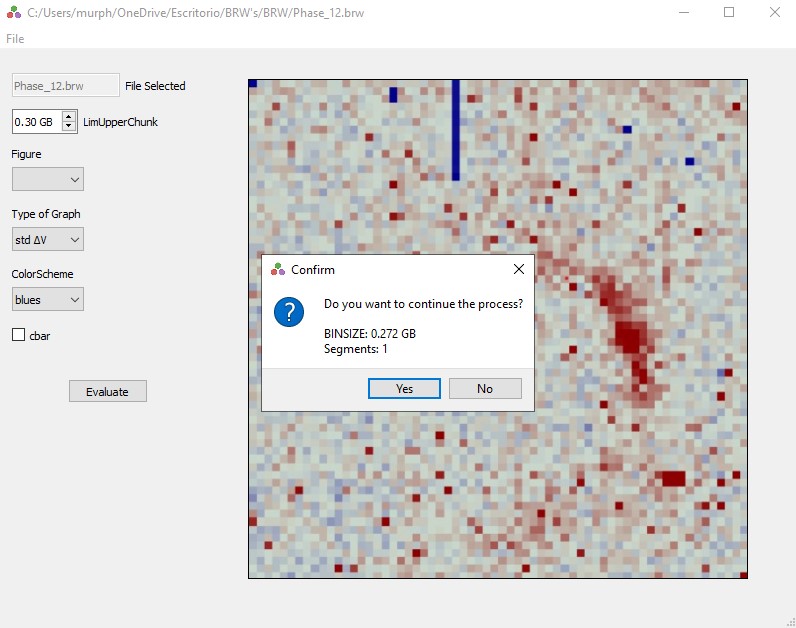 C:/Users/murph/OneDrive/Escritorio/BRW's/BRW/Phase_12.brw
File
Phase_12.brw
File Selected
0.30 GB
LimUpperChunk
Figure
Type of Graph
std ΔV
ColorScheme
blues
cbar
Evaluate
Confirm
?
Do you want to continue the process?
BINSIZE: 0.272 GB
Segments: 1
Yes
No